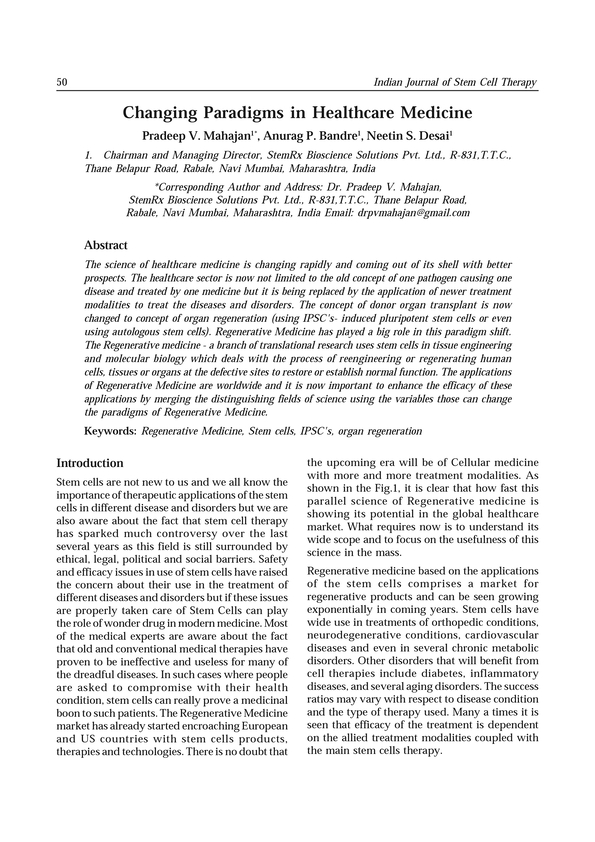 50
Indian Journal of Stem Cell Therapy
Changing Paradigms in Healthcare Medicine
Pradeep V. Mahajan1*, Anurag P. Bandre1, Neetin S. Desai1
1. Chairman and Managing Director, StemRx Bioscience Solutions Pvt. Ltd., R-831,T.T.C.,
Thane Belapur Road, Rabale, Navi Mumbai, Maharashtra, India
*Corresponding Author and Address: Dr. Pradeep V. Mahajan,
StemRx Bioscience Solutions Pvt. Ltd., R-831,T.T.C., Thane Belapur Road,
Rabale, Navi Mumbai, Maharashtra, India Email: drpvmahajan@gmail.com
Abstract
The science of healthcare medicine is changing rapidly and coming out of its shell with better
prospects. The healthcare sector is now not limited to the old concept of one pathogen causing one
disease and treated by one medicine but it is being replaced by the application of newer treatment
modalities to treat the diseases and disorders. The concept of donor organ transplant is now
changed to concept of organ regeneration (using IPSC's- induced pluripotent stem cells or even
using autologous stem cells). Regenerative Medicine has played a big role in this paradigm shift.
The Regenerative medicine - a branch of translational research uses stem cells in tissue engineering
and molecular biology which deals with the process of reengineering or regenerating human
cells, tissues or organs at the defective sites to restore or establish normal function. The applications
of Regenerative Medicine are worldwide and it is now important to enhance the efficacy of these
applications by merging the distinguishing fields of science using the variables those can change
the paradigms of Regenerative Medicine.
Keywords: Regenerative Medicine, Stem cells, IPSC's, organ regeneration
Introduction
Stem cells are not new to us and we all know the
importance of therapeutic applications of the stem
cells in different disease and disorders but we are
also aware about the fact that stem cell therapy
has sparked much controversy over the last
several years as this field is still surrounded by
ethical, legal, political and social barriers. Safety
and efficacy issues in use of stem cells have raised
the concern about their use in the treatment of
different diseases and disorders but if these issues
are properly taken care of Stem Cells can play
the role of wonder drug in modern medicine. Most
of the medical experts are aware about the fact
that old and conventional medical therapies have
proven to be ineffective and useless for many of
the dreadful diseases. In such cases where people
are asked to compromise with their health
condition, stem cells can really prove a medicinal
boon to such patients. The Regenerative Medicine
market has already started encroaching European
and US countries with stem cells products,
therapies and technologies. There is no doubt that
the upcoming era will be of Cellular medicine
with more and more treatment modalities. As
shown in the Fig.1, it is clear that how fast this
parallel science of Regenerative medicine is
showing its potential in the global healthcare
market. What requires now is to understand its
wide scope and to focus on the usefulness of this
science in the mass.
Regenerative medicine based on the applications
of the stem cells comprises a market for
regenerative products and can be seen growing
exponentially in coming years. Stem cells have
wide use in treatments of orthopedic conditions,
neurodegenerative conditions, cardiovascular
diseases and even in several chronic metabolic
disorders. Other disorders that will benefit from
cell therapies include diabetes, inflammatory
diseases, and several aging disorders. The success
ratios may vary with respect to disease condition
and the type of therapy used. Many a times it is
seen that efficacy of the treatment is dependent
on the allied treatment modalities coupled with
the main stem cells therapy.